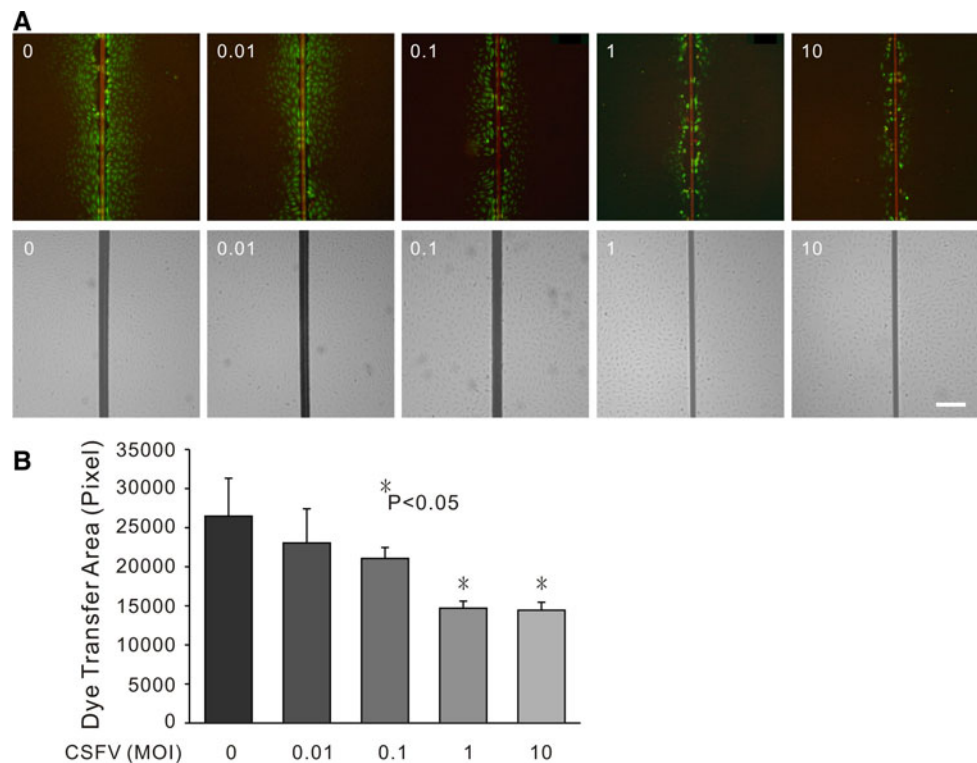 A
0 0.01 0.1 1 10
0 0.01 0.1 1 10
B
Dye Transfer Area (Pixel)
35000
30000
25000
20000
15000
10000
5000
0
*P<0.05
* *
CSFV (MOI) 0 0.01 0.1 1 10